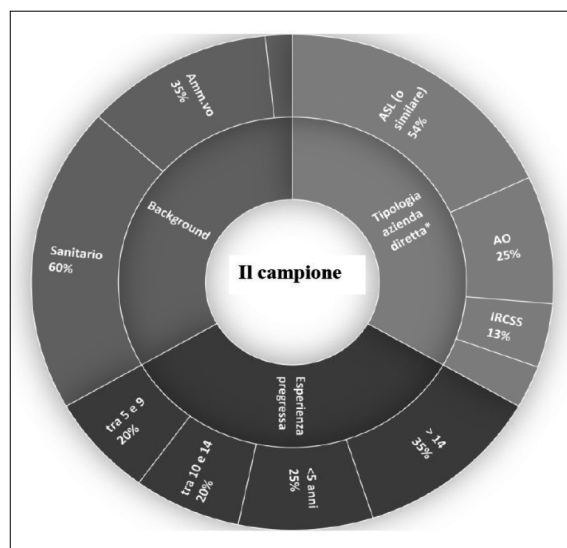 Il campione
Tipologia
azienda
diretta*
ASL (o
similare)
54%
AO
25%
IRCSS
13%
Esperienza
pregressa
> 14
35%
<5 anni
25%
tra 10 e 14
20%
tra 5 e 9
20%
Background
Sanitario
60%
Amm.vo
35%